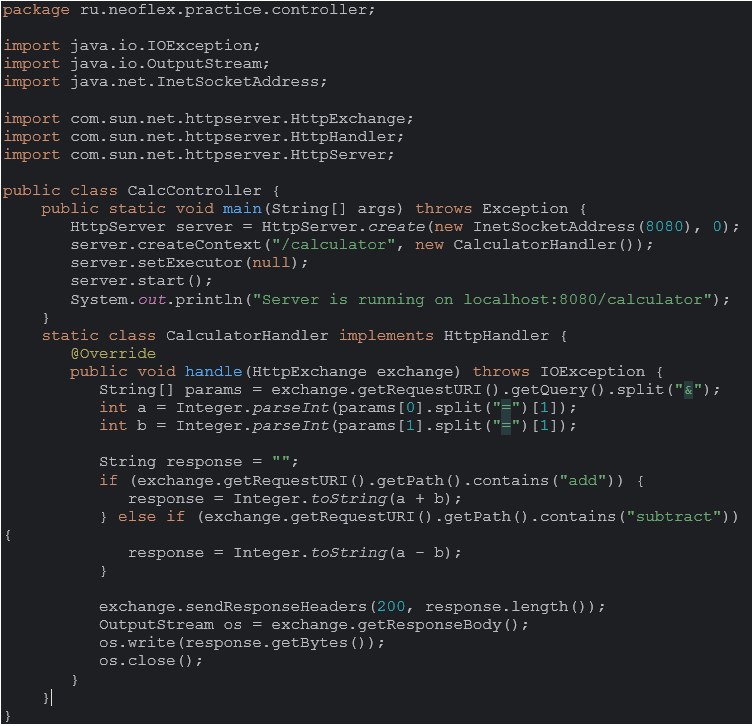 package ru.neoflex.practice.controller;
import java.io.IOException;
import java.io.OutputStream;
import java.net.InetSocketAddress;
import com.sun.net.httpserver.HttpExchange;
import com.sun.net.httpserver.HttpHandler;
import com.sun.net.httpserver.HttpServer;
public class CalcController {
    public static void main(String[] args) throws Exception {
       HttpServer server = HttpServer.create(new InetSocketAddress(8080), 0);
       server.createContext("/calculator", new CalculatorHandler());
       server.setExecutor(null);
       server.start();
       System.out.println("Server is running on localhost:8080/calculator");
    }
    static class CalculatorHandler implements HttpHandler {
       @Override
       public void handle(HttpExchange exchange) throws IOException {
          String[] params = exchange.getRequestURI().getQuery().split("&");
          int a = Integer.parseInt(params[0].split("=")[1]);
          int b = Integer.parseInt(params[1].split("=")[1]);
          String response = "";
          if (exchange.getRequestURI().getPath().contains("add")) {
             response = Integer.toString(a + b);
          } else if (exchange.getRequestURI().getPath().contains("subtract"))
{
             response = Integer.toString(a - b);
          }
          exchange.sendResponseHeaders(200, response.length());
          OutputStream os = exchange.getResponseBody();
          os.write(response.getBytes());
          os.close();
       }
    }
}